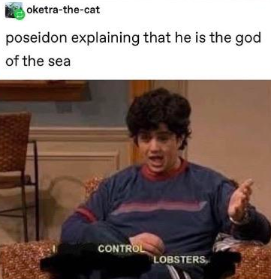 oketra-the-cat
poseidon explaining that he is the god
of the sea
I CONTROL
LOBSTERS.